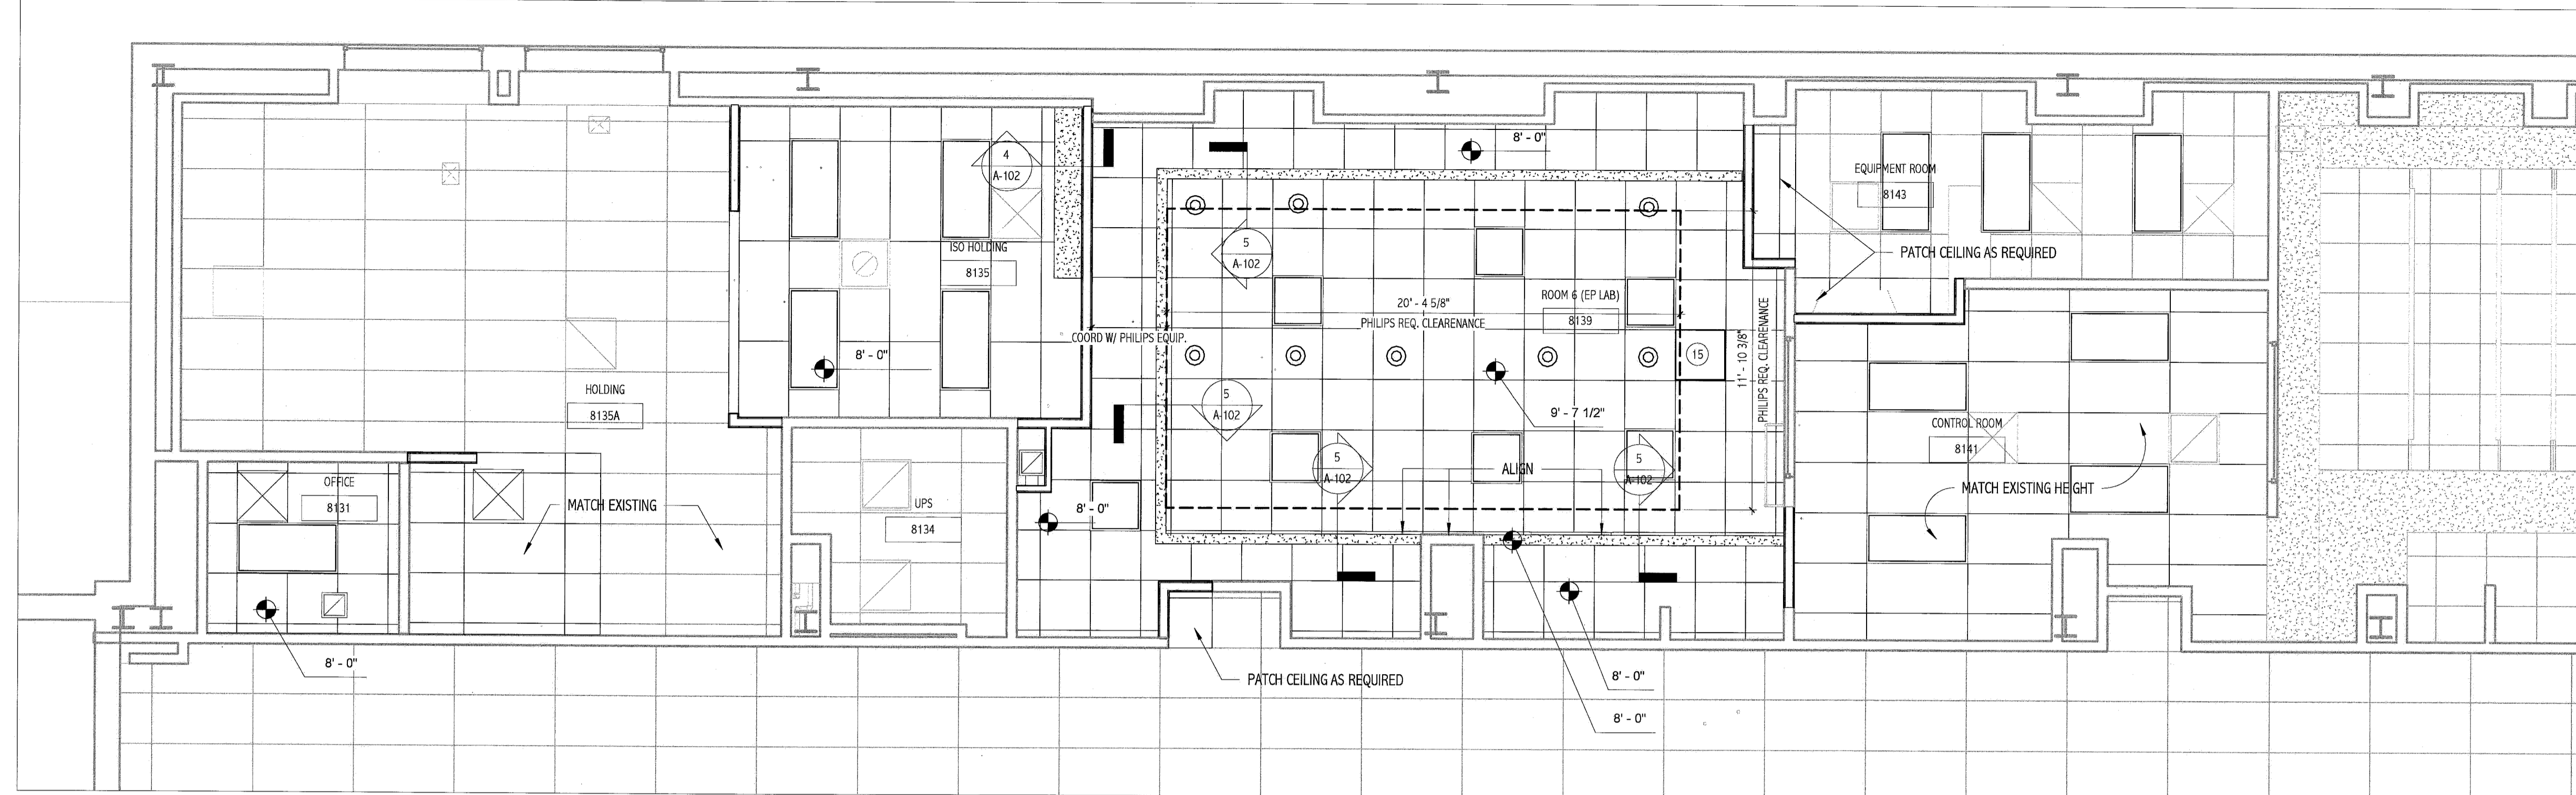 8' - 0"
4
A-102
EQUIPMENT ROOM
8143
ISO HOLDING
8135
5
A-102
PATCH CEILING AS REQUIRED
20' - 4 5/8"
PHILIPS REQ. CLEARENANCE
ROOM 6 (EP LAB)
8139
COORD W/ PHILIPS EQUIP.
8' - 0"
15
11' - 10 3/8"
PHILIPS REQ. CLEARENANCE
HOLDING
8135A
5
A-102
9' - 7 1/2"
CONTROL ROOM
8141
OFFICE
8131
MATCH EXISTING
UPS
8134
8' - 0"
5
A-102
ALIGN
5
A-102
MATCH EXISTING HEIGHT
8' - 0"
PATCH CEILING AS REQUIRED
8' - 0"
8' - 0"